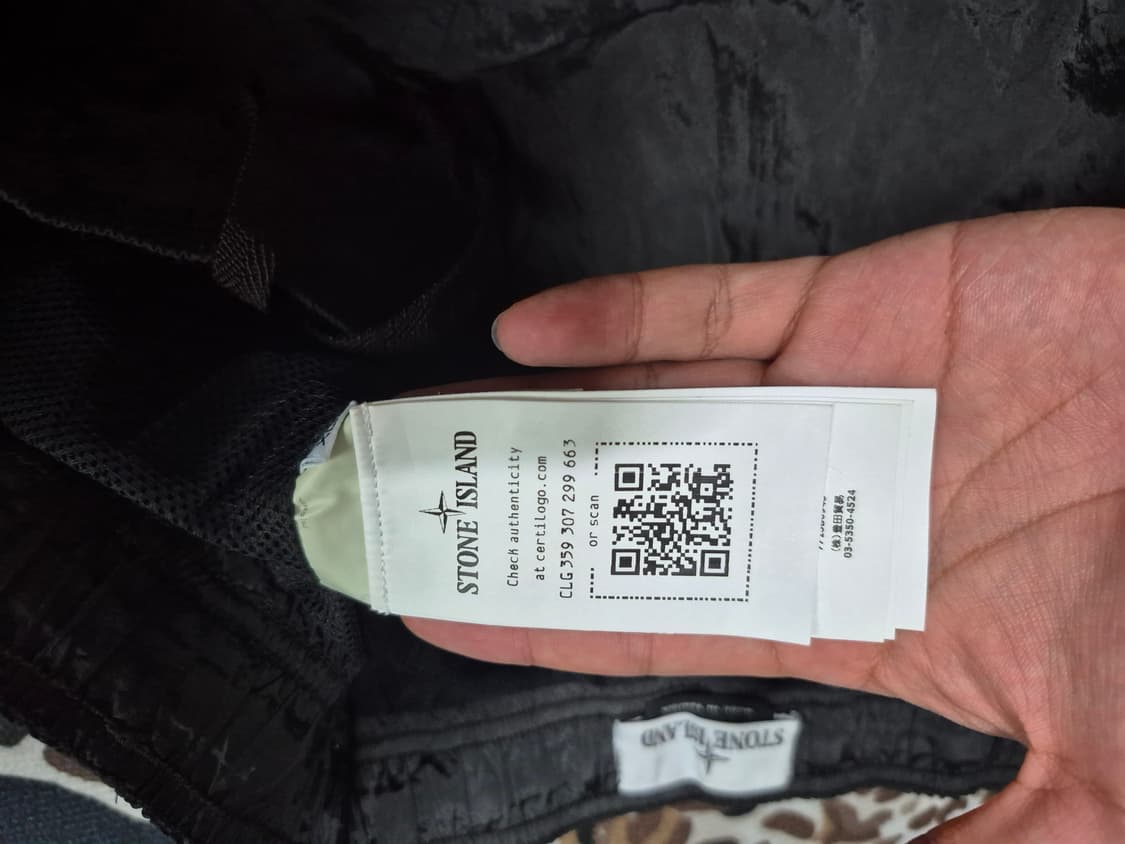 STONE ISLAND
Check authenticity
at certilogo.com
CLG 359 307 299 663
or scan
(株)豊田貿易
03-5350-4524
STONE ISLAND